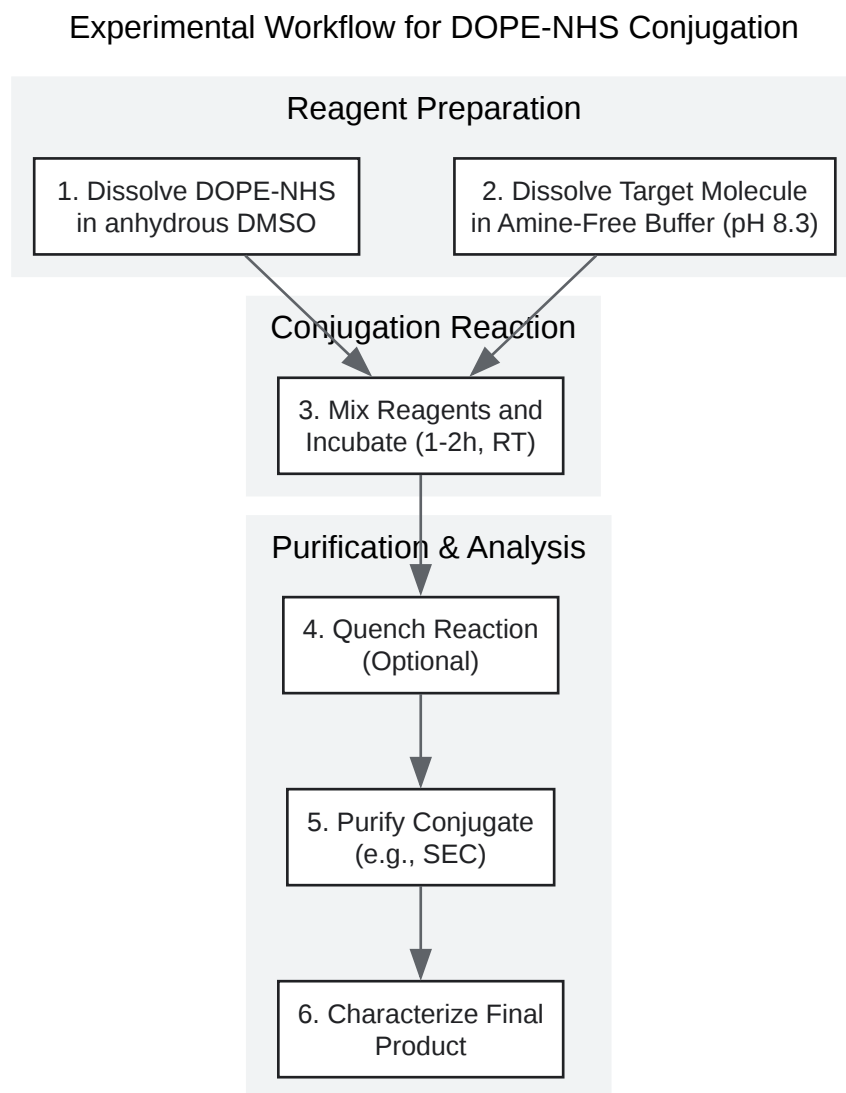 Experimental Workflow for DOPE-NHS Conjugation
Reagent Preparation
1. Dissolve DOPE-NHS
in anhydrous DMSO
2. Dissolve Target Molecule
in Amine-Free Buffer (pH 8.3)
Conjugation Reaction
3. Mix Reagents and
Incubate (1-2h, RT)
Purification & Analysis
4. Quench Reaction
(Optional)
5. Purify Conjugate
(e.g., SEC)
6. Characterize Final
Product